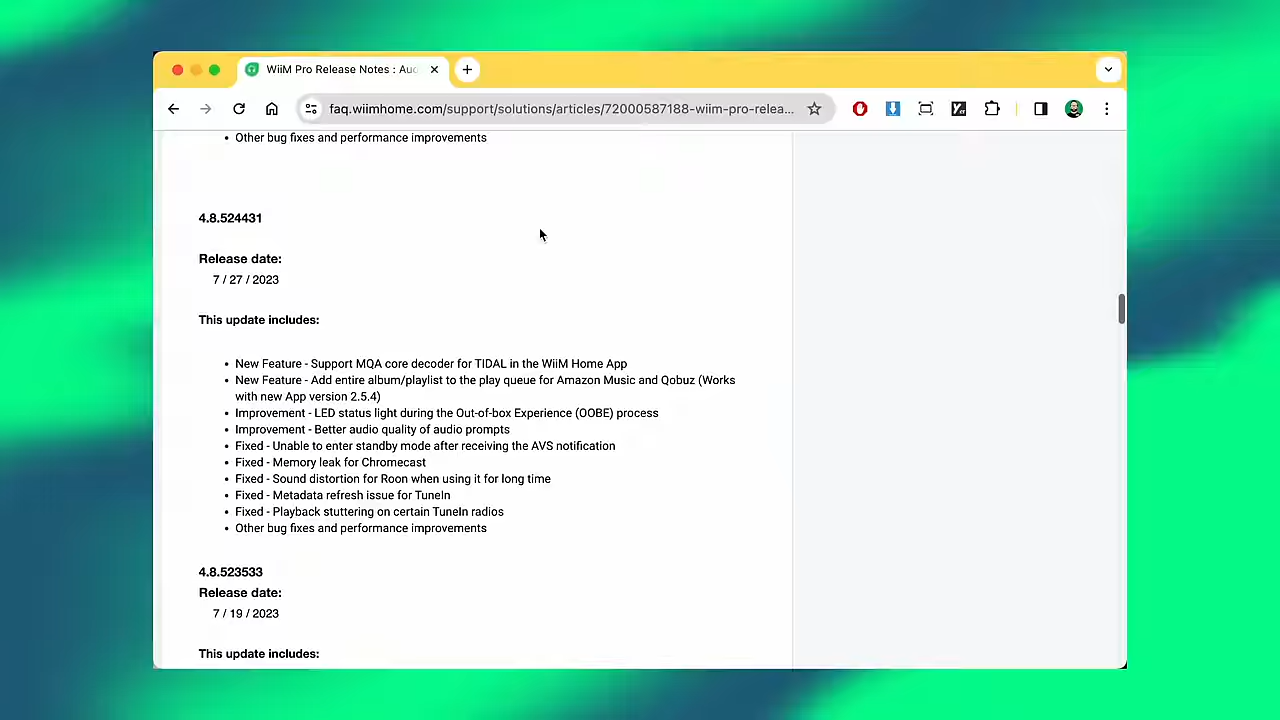 WiiM Pro Release Notes : Aud
faq.wiimhome.com/support/solutions/articles/72000587188-wiim-pro-relea...
• Other bug fixes and performance improvements
4.8.524431
Release date:
7 / 27 / 2023
This update includes:
• New Feature - Support MQA core decoder for TIDAL in the WiiM Home App
• New Feature - Add entire album/playlist to the play queue for Amazon Music and Qobuz (Works
with new App version 2.5.4)
• Improvement - LED status light during the Out-of-box Experience (OOBE) process
• Improvement - Better audio quality of audio prompts
• Fixed - Unable to enter standby mode after receiving the AVS notification
• Fixed - Memory leak for Chromecast
• Fixed - Sound distortion for Roon when using it for long time
• Fixed - Metadata refresh issue for TuneIn
• Fixed - Playback stuttering on certain TuneIn radios
• Other bug fixes and performance improvements
4.8.523533
Release date:
7 / 19 / 2023
This update includes: